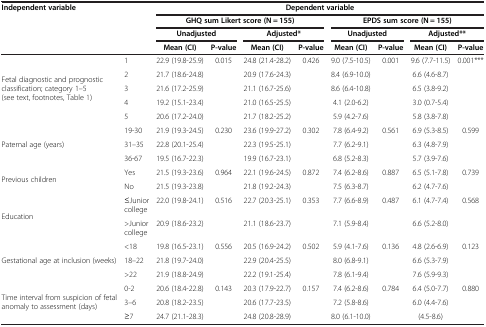 Independent variable Dependent variable
GHQ sum Likert score (N = 155) EPDS sum score (N = 155)
Unadjusted Adjusted* Unadjusted Adjusted**
Mean (CI) P-value Mean (CI) P-value Mean (CI) P-value Mean (CI) P-value
Fetal diagnostic and prognostic classification; category 1–5 (see text, footnotes, Table 1) 1 22.9 (19.8-25.9) 0.015 24.8 (21.4-28.2) 0.426 9.0 (7.5-10.5) 0.001 9.6 (7.7-11.5) 0.001***
2 21.7 (18.6-24.8) 20.9 (17.6-24.3) 8.4 (6.9-10.0) 6.6 (4.6-8.7)
3 21.6 (17.2-25.9) 21.1 (16.7-25.6) 8.6 (6.4-10.8) 6.5 (3.8-9.2)
4 19.2 (15.1-23.4) 21.0 (16.5-25.5) 4.1 (2.0-6.2) 3.0 (0.7-5.4)
5 20.6 (17.2-24.0) 21.7 (18.2-25.2) 5.9 (4.2-7.6) 5.8 (3.8-7.8)
Paternal age (years) 19-30 21.9 (19.3-24.5) 0.230 23.6 (19.9-27.2) 0.302 7.8 (6.4-9.2) 0.561 6.9 (5.3-8.5) 0.599
31–35 22.8 (20.1-25.4) 22.3 (19.5-25.1) 7.7 (6.2-9.1) 6.3 (4.8-7.9)
36-67 19.5 (16.7-22.3) 19.9 (16.7-23.1) 6.8 (5.2-8.3) 5.7 (3.9-7.6)
Previous children Yes 21.5 (19.3-23.6) 0.964 22.1 (19.6-24.5) 0.872 7.4 (6.2-8.6) 0.887 6.5 (5.1-7.8) 0.739
No 21.5 (19.3-23.8) 21.8 (19.2-24.3) 7.5 (6.3-8.7) 6.2 (4.7-7.6)
Education ≤Junior college 22.0 (19.8-24.1) 0.516 22.7 (20.3-25.1) 0.353 7.7 (6.6-8.9) 0.487 6.1 (4.7-7.4) 0.568
>Junior college 20.9 (18.6-23.2) 21.1 (18.6-23.7) 7.1 (5.9-8.4) 6.6 (5.2-8.0)
Gestational age at inclusion (weeks) <18 19.8 (16.5-23.1) 0.556 20.5 (16.9-24.2) 0.502 5.9 (4.1-7.6) 0.136 4.8 (2.6-6.9) 0.123
18–22 21.8 (19.7-24.0) 22.9 (20.4-25.5) 8.0 (6.8-9.1) 6.6 (5.3-7.9)
>22 21.9 (18.8-24.9) 22.2 (19.1-25.4) 7.8 (6.1-9.4) 7.6 (5.9-9.3)
Time interval from suspicion of fetal anomaly to assessment (days) 0-2 20.6 (18.4-22.8) 0.143 20.3 (17.9-22.7) 0.157 7.4 (6.2-8.6) 0.784 6.4 (5.0-7.7) 0.880
3–6 20.8 (18.2-23.5) 20.6 (17.7-23.5) 7.2 (5.8-8.6) 6.0 (4.4-7.6)
≥7 24.7 (21.1-28.3) 24.8 (20.8-28.9) 8.0 (6.1-10.0) (4.5-8.6)